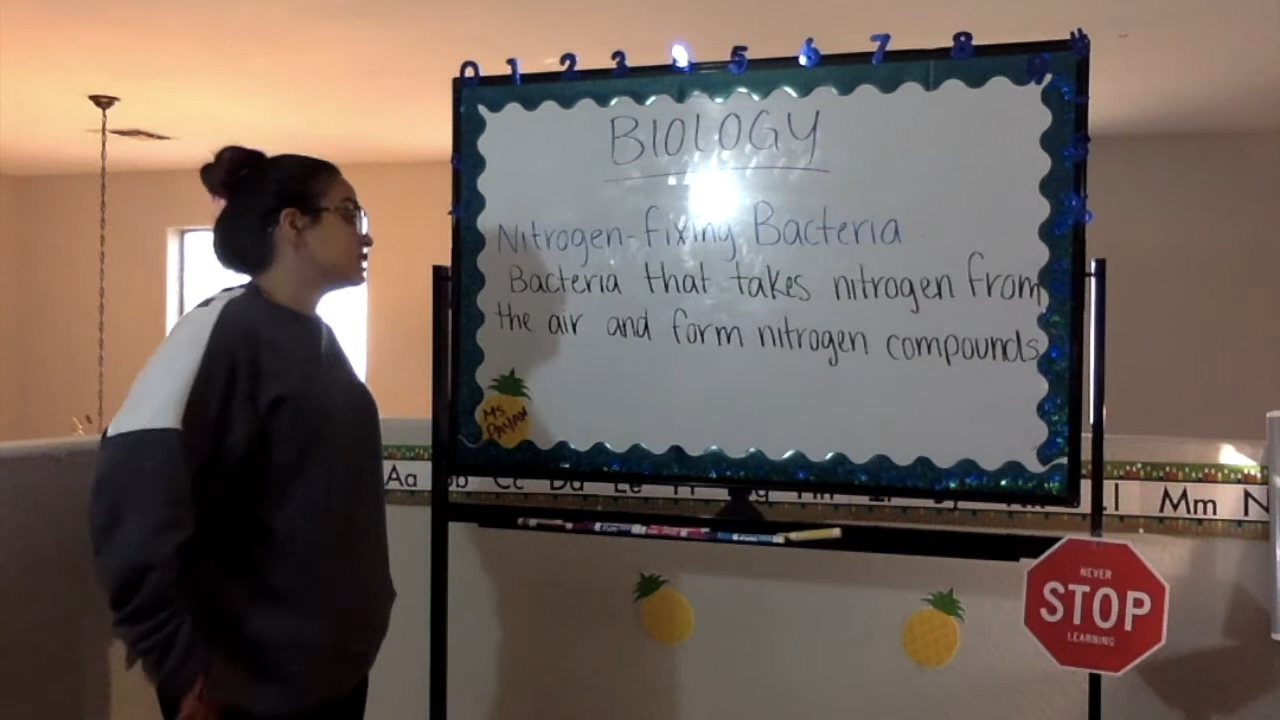 0 1 2 3 4 5 6 7 8 9
BIOLOGY
Nitrogen-fixing Bacteria
Bacteria that takes nitrogen from
the air and form nitrogen compounds
MS
PAYAN
Aa Cc Dd Ee Mm N
NEVER
STOP
LEARNING